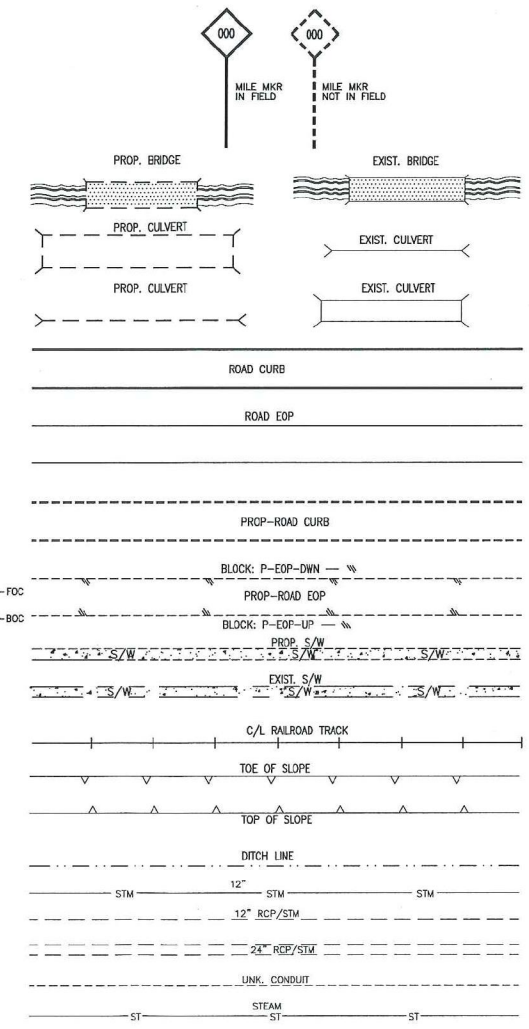 000
000
MILE MKR
IN FIELD
MILE MKR
NOT IN FIELD
PROP. BRIDGE
EXIST. BRIDGE
PROP. CULVERT
EXIST. CULVERT
PROP. CULVERT
EXIST. CULVERT
ROAD CURB
ROAD EOP
PROP-ROAD CURB
BLOCK: P-EOP-DWN
FOC
PROP-ROAD EOP
BOC
BLOCK: P-EOP-UP
PROP. S/W
S/W S/W S/W
EXIST. S/W
S/W S/W S/W
C/L RAILROAD TRACK
TOE OF SLOPE
TOP OF SLOPE
DITCH LINE
12"
STM STM STM
12" RCP/STM
24" RCP/STM
UNK. CONDUIT
STEAM
ST ST ST